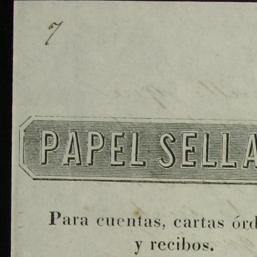 7
PAPEL SELLA
Para cuentas, cartas órd
y recibos.